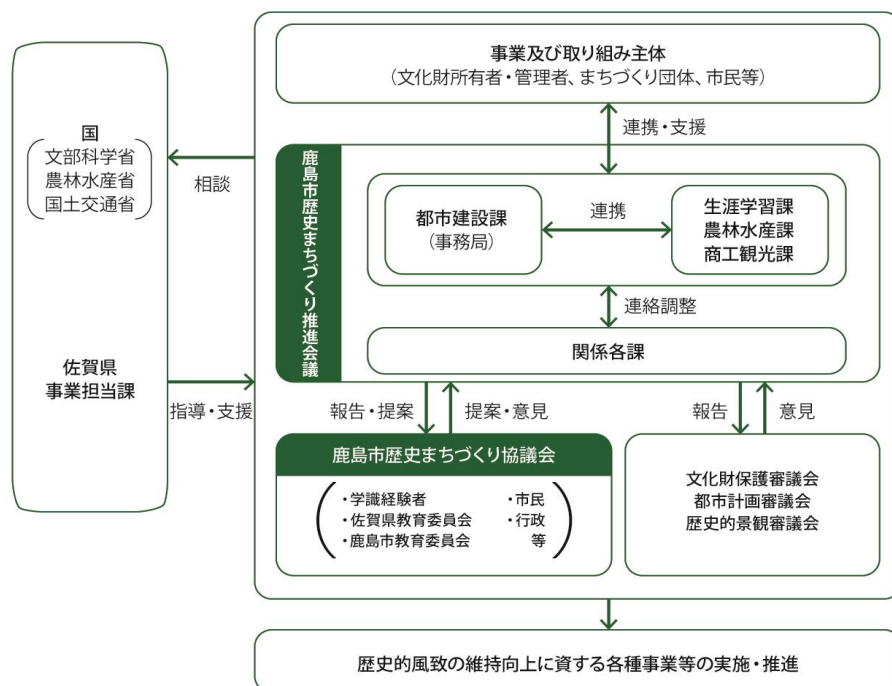 事業及び取り組み主体
（文化財所有者・管理者、まちづくり団体、市民等）
連携・支援
国
文部科学省
農林水産省
国土交通省
相談
佐賀県
事業担当課
指導・支援
鹿島市歴史まちづくり推進会議
都市建設課
（事務局）
連携
生涯学習課
農林水産課
商工観光課
連絡調整
関係各課
報告・提案
提案・意見
報告
意見
鹿島市歴史まちづくり協議会
・学識経験者 ・市民
・佐賀県教育委員会 ・行政
・鹿島市教育委員会 等
文化財保護審議会
都市計画審議会
歴史的景観審議会
歴史的風致の維持向上に資する各種事業等の実施・推進